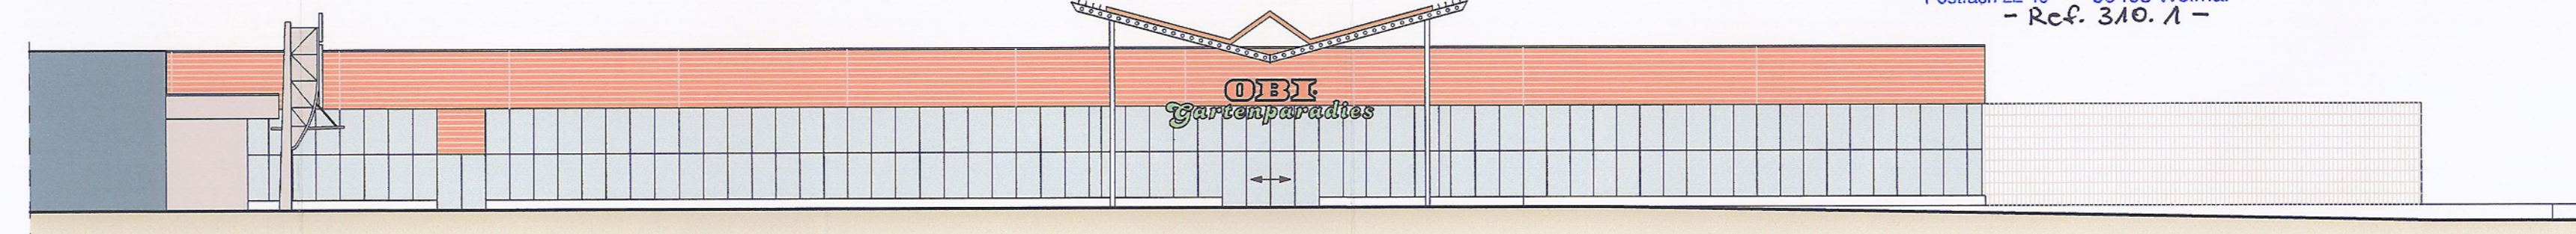 - Ref. 310.1 -
OBI
Gartenparadies